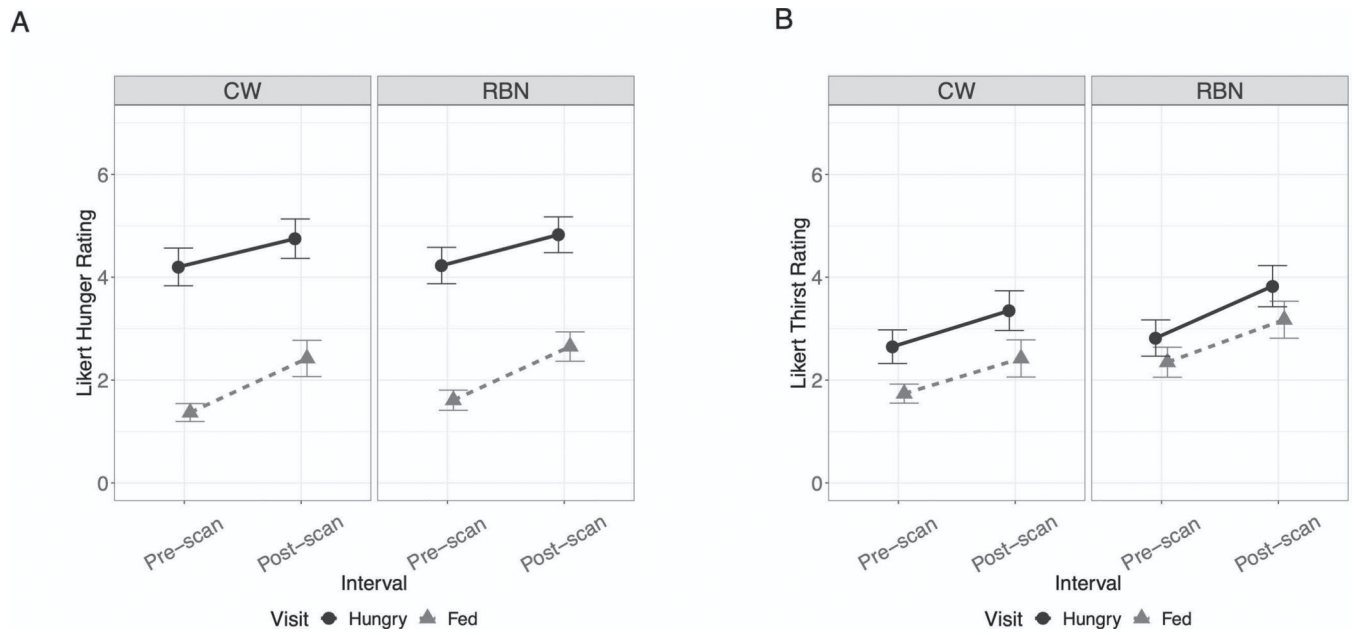 A
CW
RBN
Likert Hunger Rating
6
4
2
0
Pre-scan
Post-scan
Pre-scan
Post-scan
Interval
Visit Hungry Fed
B
CW
RBN
Likert Thirst Rating
6
4
2
0
Pre-scan
Post-scan
Pre-scan
Post-scan
Interval
Visit Hungry Fed